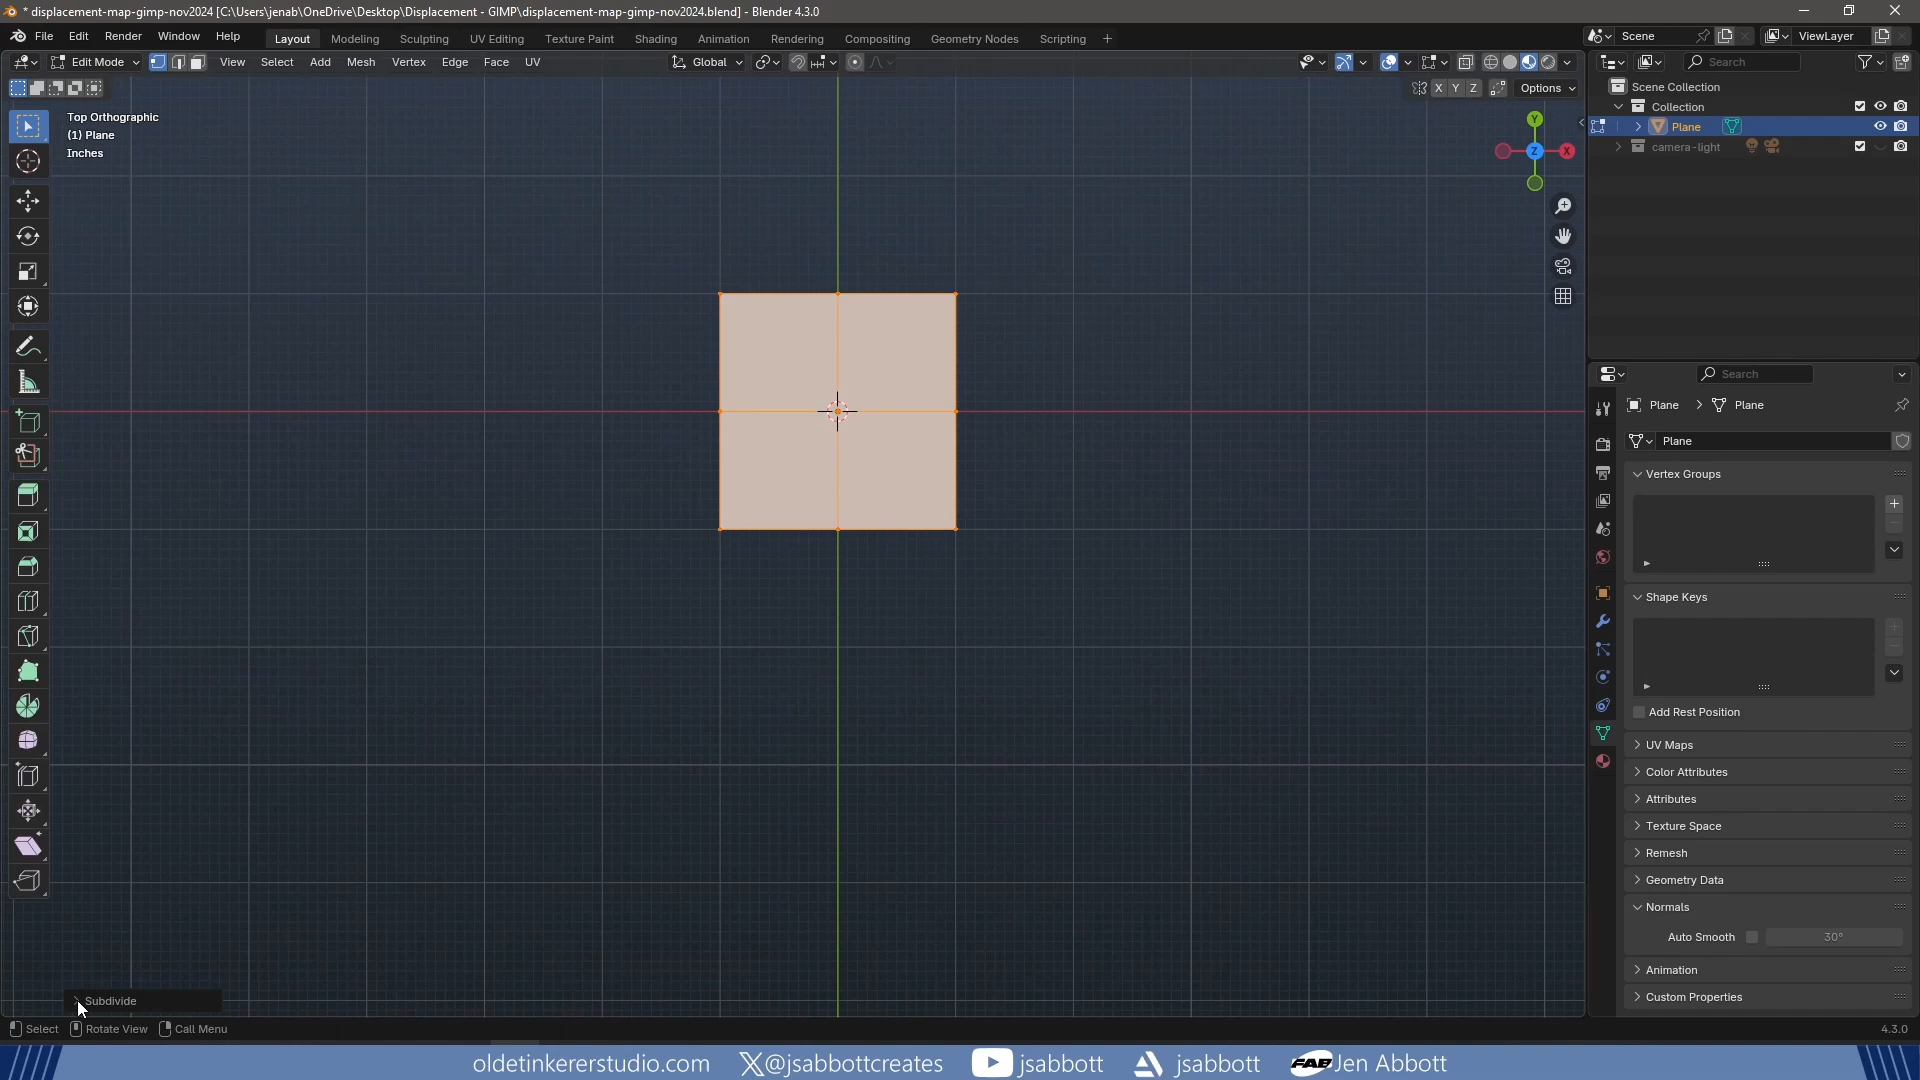 * displacement-map-gimp-nov2024 [C:\Users\jenab\OneDrive\Desktop\Displacement - GIMP\displacement-map-gimp-nov2024.blend] - Blender 4.3.0
File Edit Render Window Help Layout Modeling Sculpting UV Editing Texture Paint Shading Animation Rendering Compositing Geometry Nodes Scripting + Scene ViewLayer
Edit Mode View Select Add Mesh Vertex Edge Face UV Global Search
X Y Z Options
Scene Collection
Collection
Plane
camera-light
Top Orthographic
(1) Plane
Inches
Y
Z
X
Search
Plane > Plane
Plane
Vertex Groups
Shape Keys
Add Rest Position
UV Maps
Color Attributes
Attributes
Texture Space
Remesh
Geometry Data
Normals
Auto Smooth 30°
Animation
Custom Properties
Subdivide
Select Rotate View Call Menu 4.3.0
oldetinkererstudio.com @jsabbottcreates jsabbott jsabbott FAB Jen Abbott